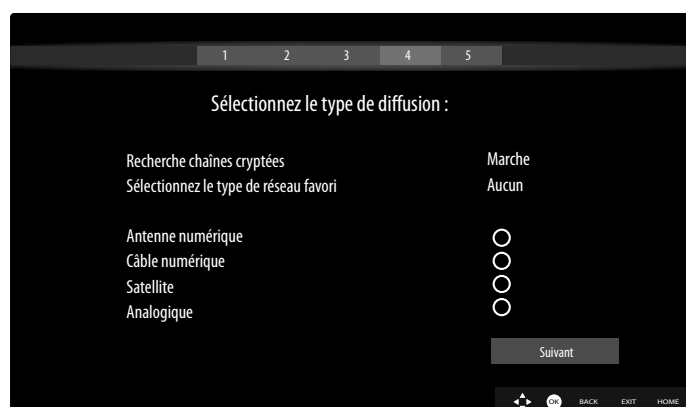 1 2 3 4 5
Sélectionnez le type de diffusion :
Recherche chaînes cryptées Marche
Sélectionnez le type de réseau favori Aucun
Antenne numérique
Câble numérique
Satellite
Analogique
Suivant
OK BACK EXIT HOME